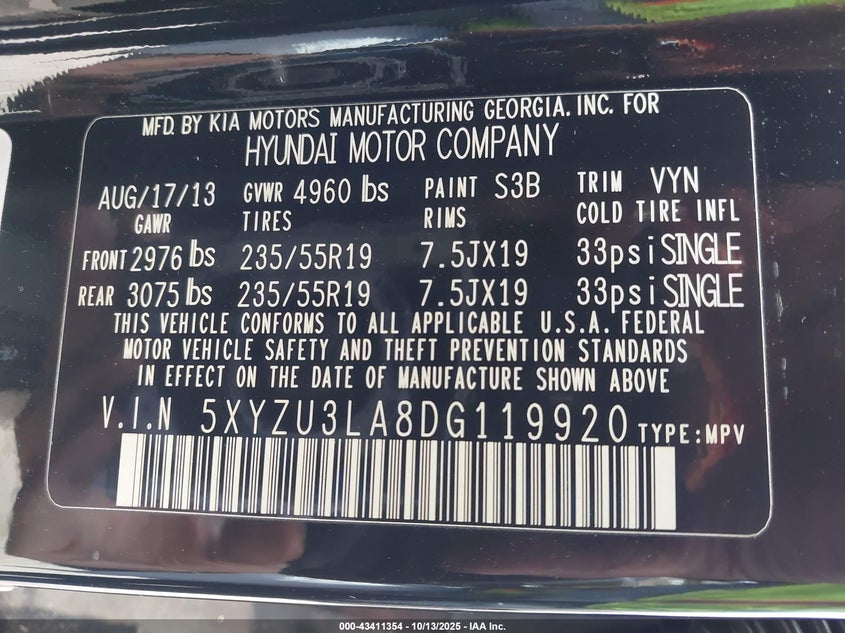 MFD. BY KIA MOTORS MANUFACTURING GEORGIA. INC. FOR
HYUNDAI MOTOR COMPANY
AUG/17/13 GVWR 4960 lbs PAINT S3B TRIM VYN
GAWR TIRES RIMS COLD TIRE INFL
FRONT 2976 lbs 235/55R19 7.5JX19 33psi SINGLE
REAR 3075 lbs 235/55R19 7.5JX19 33psi SINGLE
THIS VEHICLE CONFORMS TO ALL APPLICABLE U.S.A. FEDERAL
MOTOR VEHICLE SAFETY AND THEFT PREVENTION STANDARDS
IN EFFECT ON THE DATE OF MANUFACTURE SHOWN ABOVE
V.I.N 5XYZU3LA8DG119920 TYPE:MPV
000-43411354 - 10/13/2025 - IAA Inc.